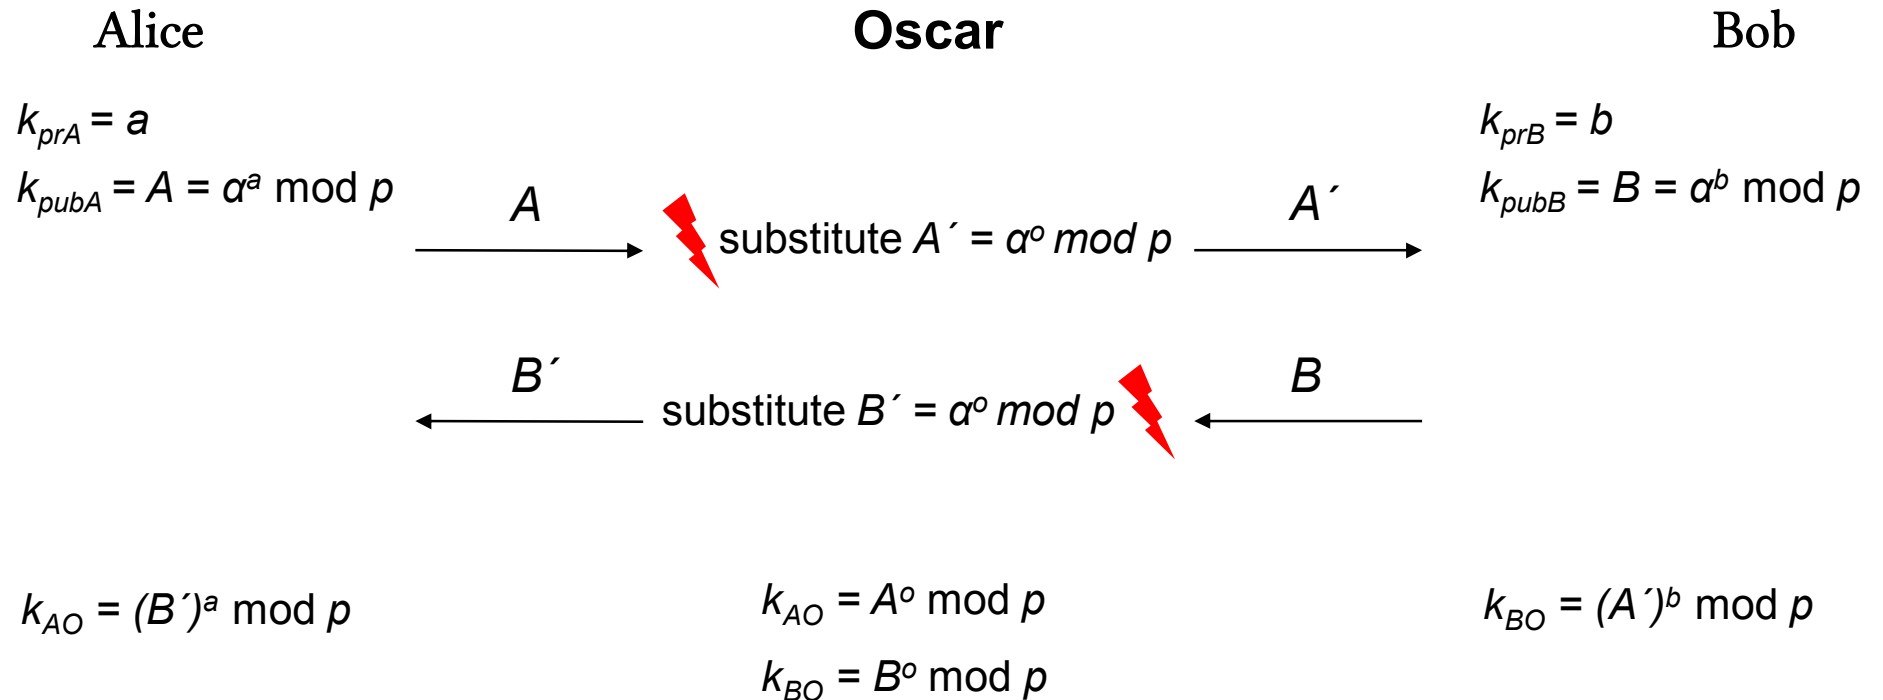 Alice Oscar Bob
k_prA = a k_prB = b
k_pubA = A = α^a mod p k_pubB = B = α^b mod p
A A´
substitute A´ = α^o mod p
B´ B
substitute B´ = α^o mod p
k_AO = (B´)^a mod p k_AO = A^o mod p k_BO = (A´)^b mod p
k_BO = B^o mod p